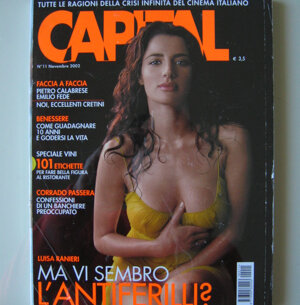 TUTTE LE RAGIONI DELLA CRISI INFINITA DEL CINEMA ITALIANO
CAPITAL
N°11 Novembre 2002
€ 3,5
FACCIA A FACCIA
PIETRO CALABRESE
EMILIO FEDE
NOI, ECCELLENTI CRETINI
BENESSERE
COME GUADAGNARE
10 ANNI
E GODERSI LA VITA
SPECIALE VINI
101 ETICHETTE
PER FARE BELLA FIGURA
AL RISTORANTE
CORRADO PASSERA
CONFESSIONI
DI UN BANCHIERE
PREOCCUPATO
LUISA RANIERI
MA VI SEMBRO
L'ANTIFERILLI?